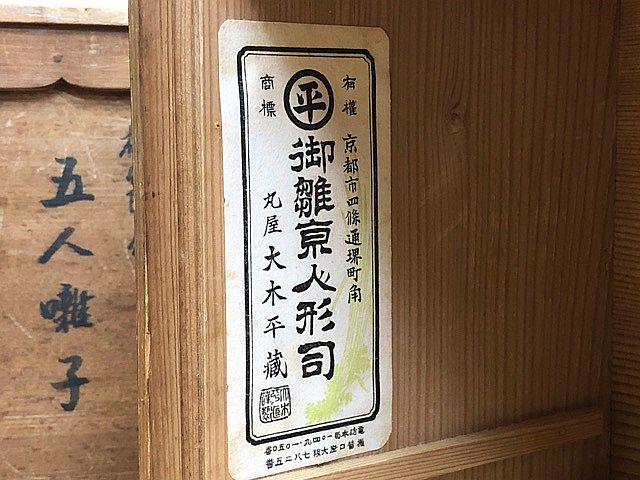 商標
有權
平
京都市四條通堺町角
御雛京人形司
丸屋 大木平藏
五人囃子